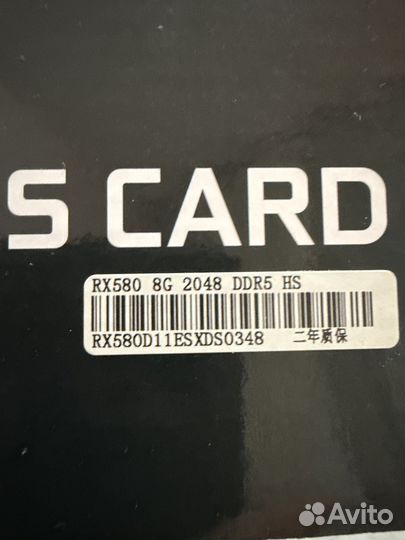 S CARD
RX580 8G 2048 DDR5 HS
RX580D11ESXDS0348 二年质保
Avito